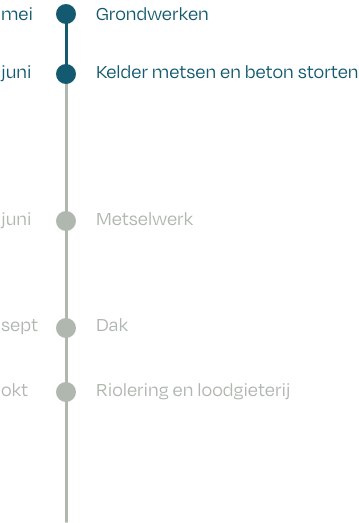 mei Grondwerken
juni Kelder metsen en beton storten
juni Metselwerk
sept Dak
okt Riolering en loodgieterij